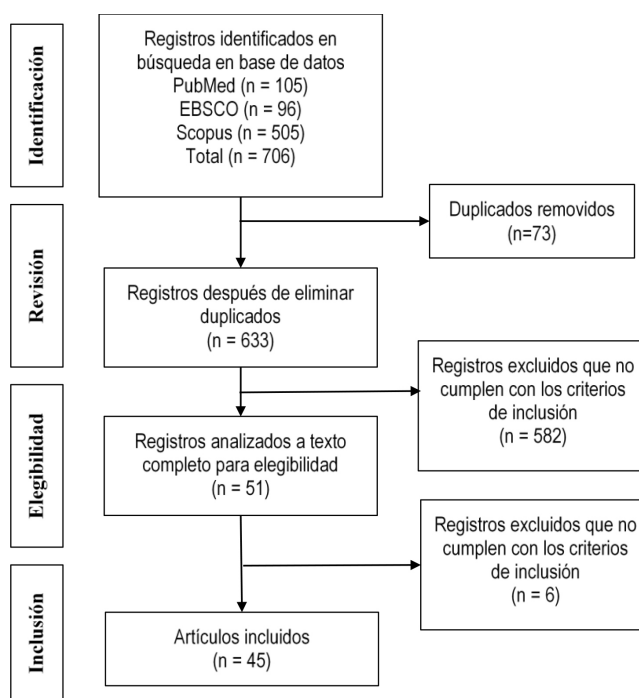 Identificación
Registros identificados en
búsqueda en base de datos
PubMed (n = 105)
EBSCO (n = 96)
Scopus (n = 505)
Total (n = 706)
Duplicados removidos
(n=73)
Revisión
Registros después de eliminar
duplicados
(n = 633)
Registros excluidos que no
cumplen con los criterios
de inclusión
(n = 582)
Elegibilidad
Registros analizados a texto
completo para elegibilidad
(n = 51)
Registros excluidos que no
cumplen con los criterios
de inclusión
(n = 6)
Inclusión
Artículos incluidos
(n = 45)